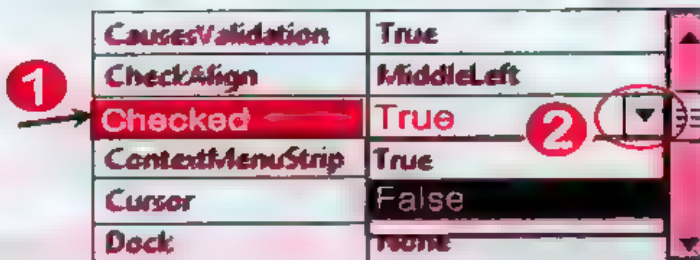 CausesValidation True
CheckAlign MiddleLeft
1 Checked True 2
ContextMenuStrip True
Cursor False
Dock None